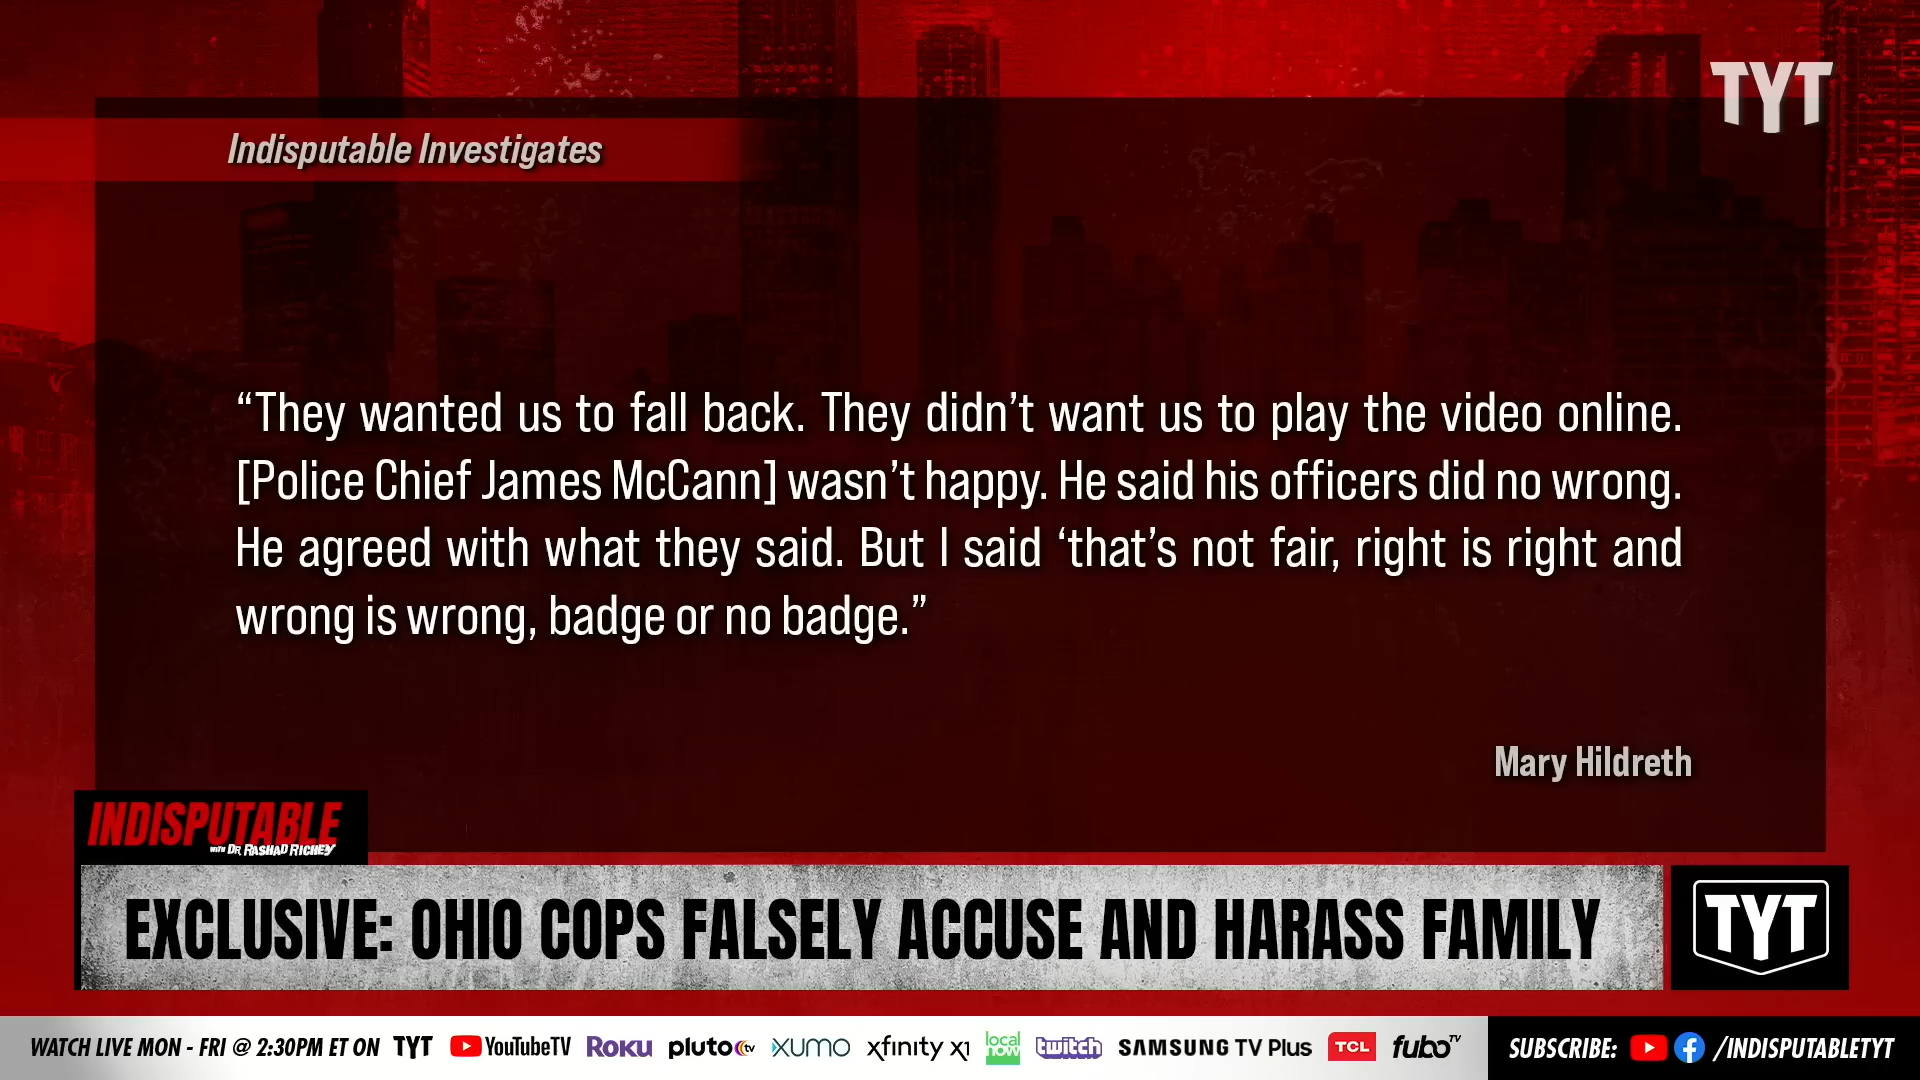 TYT
Indisputable Investigates
“They wanted us to fall back. They didn’t want us to play the video online.
[Police Chief James McCann] wasn’t happy. He said his officers did no wrong.
He agreed with what they said. But I said ‘that’s not fair, right is right and
wrong is wrong, badge or no badge.”
Mary Hildreth
INDISPUTABLE
WITH DR RASHAD RICHEY
EXCLUSIVE: OHIO COPS FALSELY ACCUSE AND HARASS FAMILY
TYT
WATCH LIVE MON - FRI @ 2:30PM ET ON TYT YouTubeTV ROKU pluto tv XUMO xfinity x1 local now twitch SAMSUNG TV Plus TCL fubo TV SUBSCRIBE: /INDISPUTABLETYT